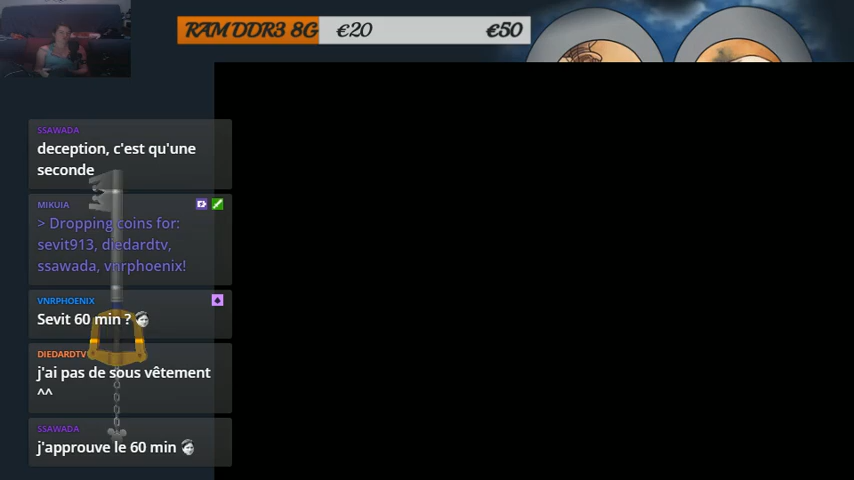 RAM DDR3 8G €20 €50
SSAWADA
deception, c'est qu'une
seconde
MIKUIA
> Dropping coins for:
sevit913, diedardtv,
ssawada, vnrphoenix!
VNRPHOENIX
Sevit 60 min ?
DIEDARDTV
j'ai pas de sous vêtement
^^
SSAWADA
j'approuve le 60 min